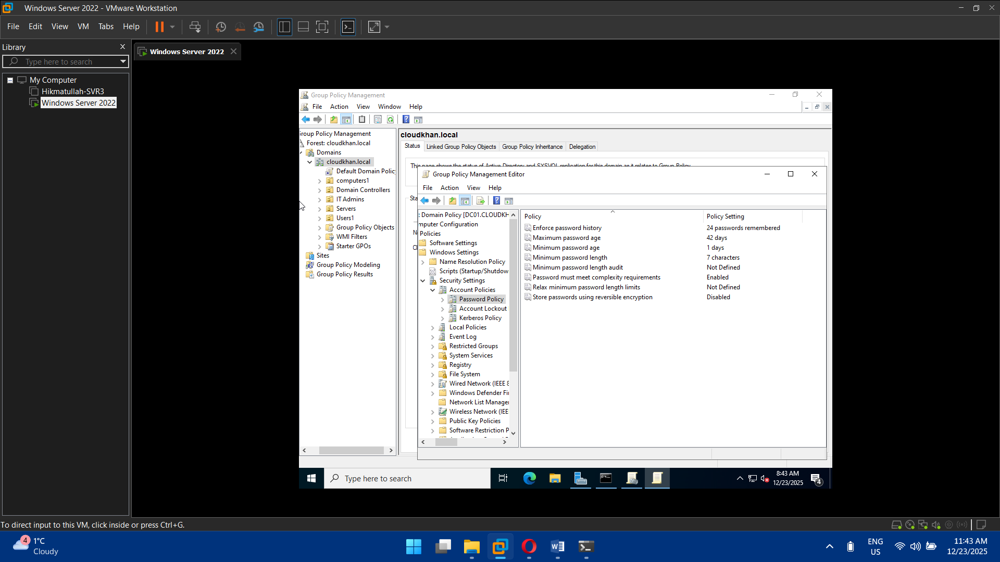 Windows Server 2022 - VMware Workstation
File Edit View VM Tabs Help
Library
Type here to search
My Computer
Hikmatullah-SVR3
Windows Server 2022
Windows Server 2022
Group Policy Management
File Action View Window Help
iroup Policy Management
Forest: cloudkhan.local
Domains
cloudkhan.local
Default Domain Polic
computers1
Domain Controllers
IT Admins
Servers
Users1
Group Policy Objects
WMI Filters
Starter GPOs
Sites
Group Policy Modeling
Group Policy Results
cloudkhan.local
Status Linked Group Policy Objects Group Policy Inheritance Delegation
This page shows the status of Active Directory and SYSVOL replication for this domain as it relates to Group Policy.
Sta
N
Cl
Group Policy Management Editor
File Action View Help
t Domain Policy [DC01.CLOUDKH
mputer Configuration
Policies
Software Settings
Windows Settings
Name Resolution Policy
Scripts (Startup/Shutdow
Security Settings
Account Policies
Password Policy
Account Lockout
Kerberos Policy
Local Policies
Event Log
Restricted Groups
System Services
Registry
File System
Wired Network (IEEE 8
Windows Defender Fi
Network List Manage
Wireless Network (IEE
Public Key Policies
Software Restriction P
Policy Policy Setting
Enforce password history 24 passwords remembered
Maximum password age 42 days
Minimum password age 1 days
Minimum password length 7 characters
Minimum password length audit Not Defined
Password must meet complexity requirements Enabled
Relax minimum password length limits Not Defined
Store passwords using reversible encryption Disabled
Type here to search
8:43 AM
12/23/2025
4
To direct input to this VM, click inside or press Ctrl+G.
4
1°C
Cloudy
ENG
US
11:43 AM
12/23/2025